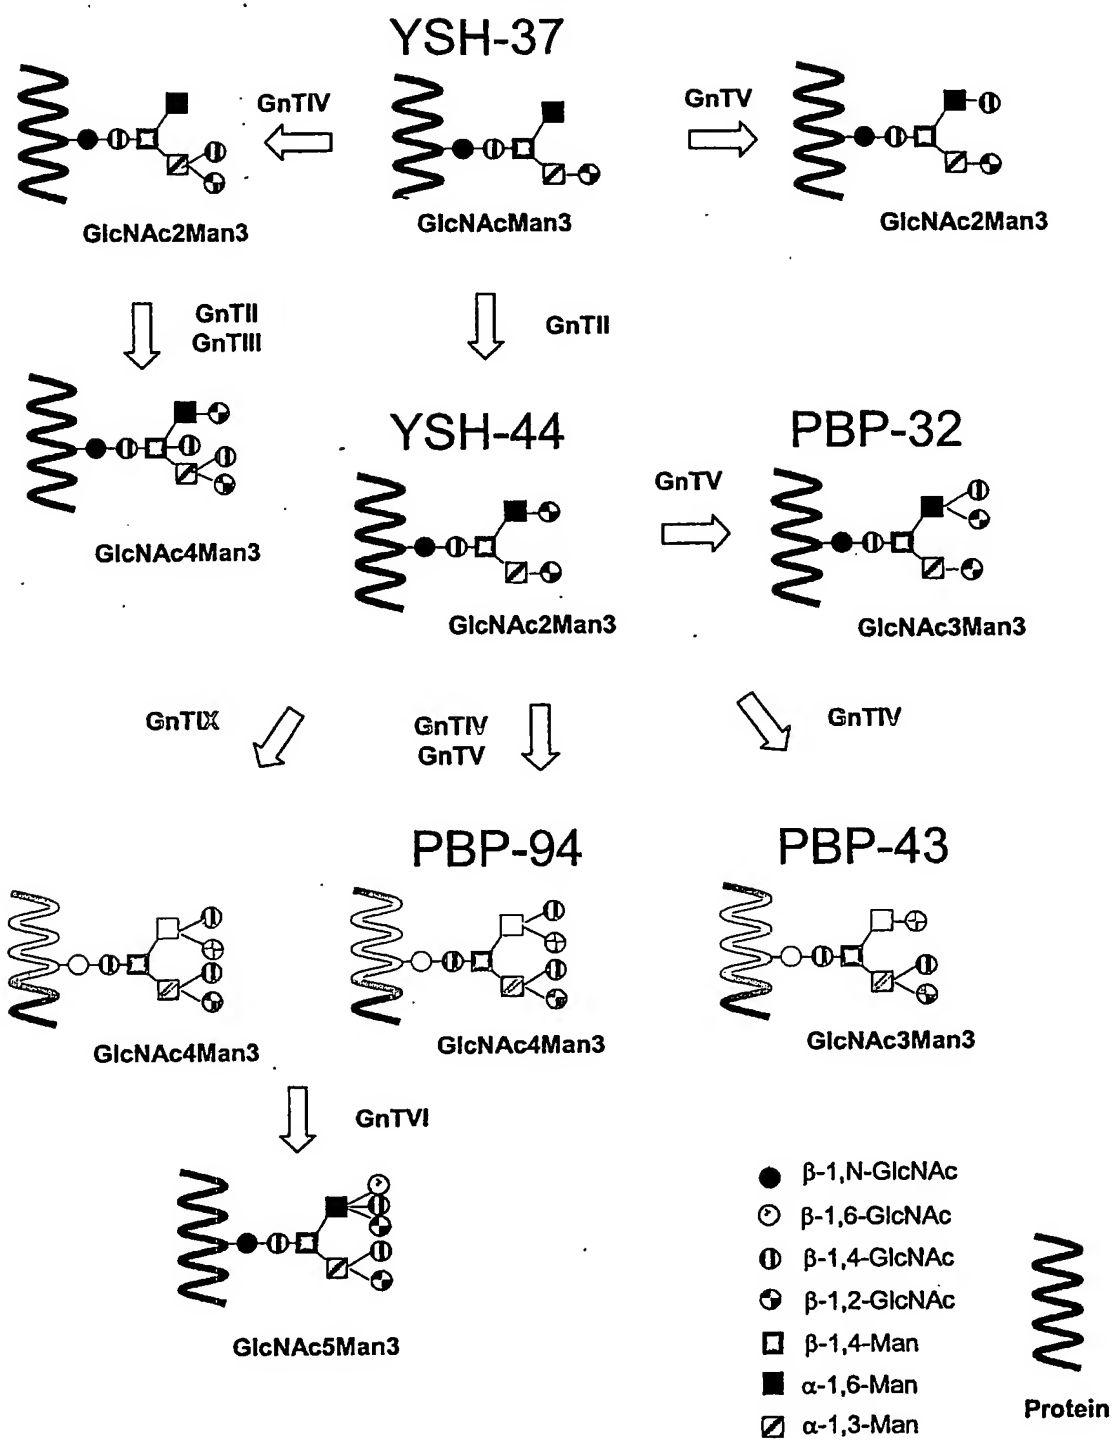 YSH-37
GnTIV
GnTV
GlcNAc2Man3
GlcNAcMan3
GlcNAc2Man3
GnTII
GnTIII
GnTII
YSH-44
PBP-32
GnTV
GlcNAc4Man3
GlcNAc2Man3
GlcNAc3Man3
GnTIX
GnTIV
GnTV
GnTIV
PBP-94
PBP-43
GlcNAc4Man3
GlcNAc4Man3
GlcNAc3Man3
GnTVI
GlcNAc5Man3
β-1,N-GlcNAc
β-1,6-GlcNAc
β-1,4-GlcNAc
β-1,2-GlcNAc
β-1,4-Man
α-1,6-Man
α-1,3-Man
Protein